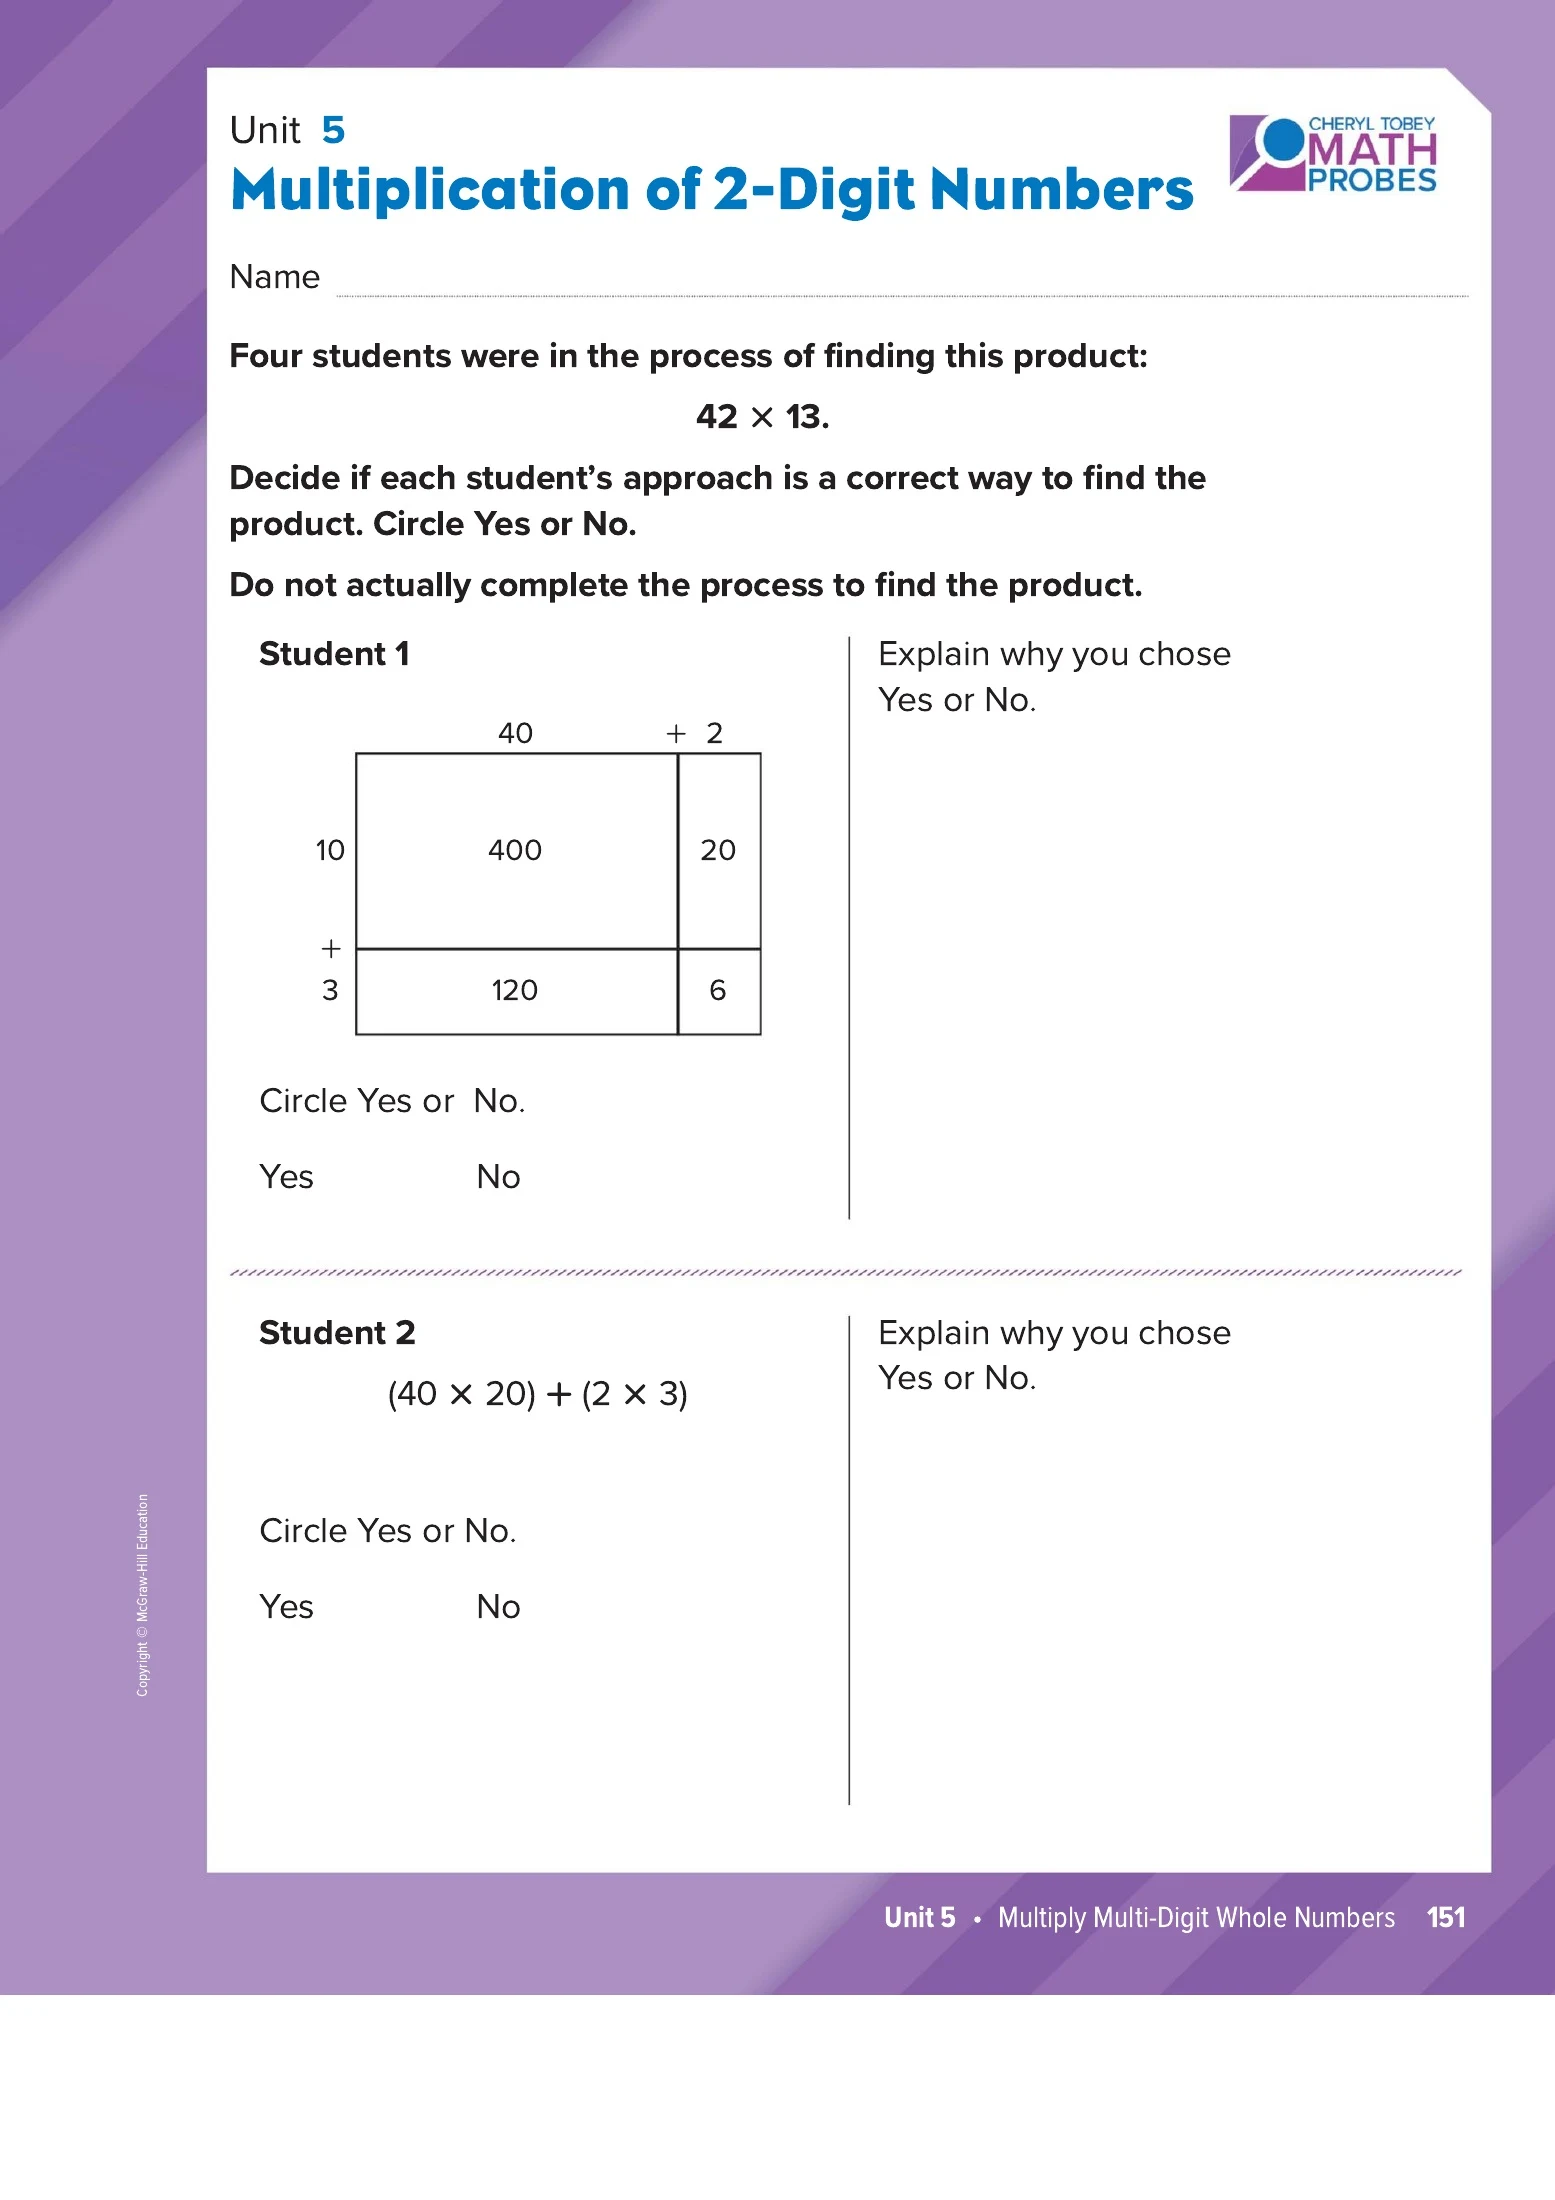 Unit 5
Multiplication of 2-Digit Numbers
CHERYL TOBEY
MATH
PROBES
Name
Four students were in the process of finding this product:
42 × 13.
Decide if each student's approach is a correct way to find the
product. Circle Yes or No.
Do not actually complete the process to find the product.
Student 1
40 + 2
10 400 20
+
3 120 6
Circle Yes or No.
Yes No
Explain why you chose
Yes or No.
Student 2
(40 × 20) + (2 × 3)
Circle Yes or No.
Yes No
Explain why you chose
Yes or No.
Copyright © McGraw-Hill Education
Unit 5 • Multiply Multi-Digit Whole Numbers 151